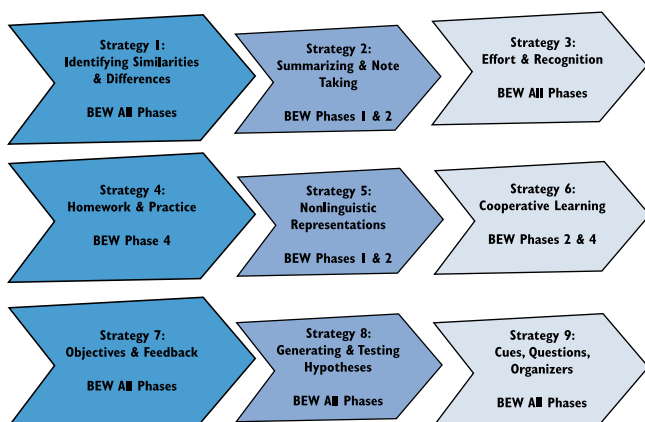 Strategy 1:
Identifying Similarities
& Differences
BEW All Phases
Strategy 2:
Summarizing & Note
Taking
BEW Phases 1 & 2
Strategy 3:
Effort & Recognition
BEW All Phases
Strategy 4:
Homework & Practice
BEW Phase 4
Strategy 5:
Nonlinguistic
Representations
BEW Phases 1 & 2
Strategy 6:
Cooperative Learning
BEW Phases 2 & 4
Strategy 7:
Objectives & Feedback
BEW All Phases
Strategy 8:
Generating & Testing
Hypotheses
BEW All Phases
Strategy 9:
Cues, Questions,
Organizers
BEW All Phases